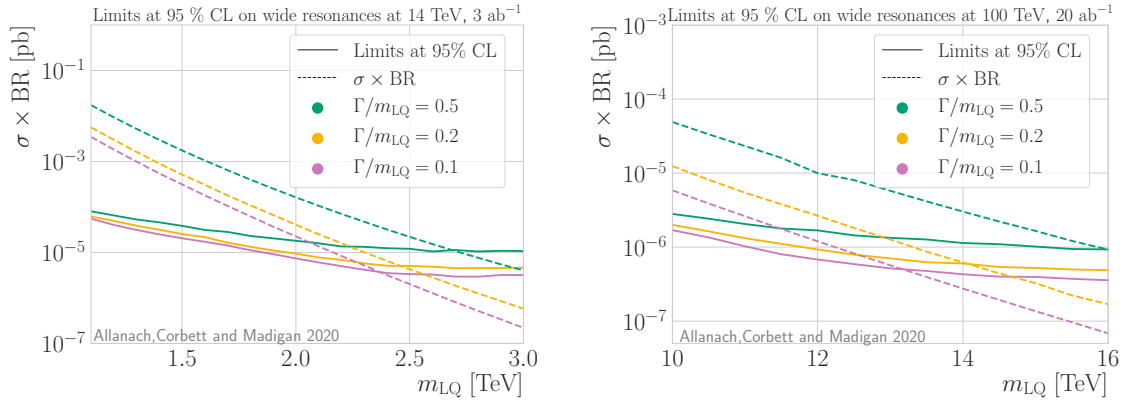 Limits at 95 % CL on wide resonances at 14 TeV, 3 ab⁻¹
σ × BR [pb]
10⁻¹
10⁻³
10⁻⁵
10⁻⁷
Limits at 95% CL
σ × BR
Γ/m_LQ = 0.5
Γ/m_LQ = 0.2
Γ/m_LQ = 0.1
Allanach,Corbett and Madigan 2020
1.5 2.0 2.5 3.0
m_LQ [TeV]
Limits at 95 % CL on wide resonances at 100 TeV, 20 ab⁻¹
σ × BR [pb]
10⁻³
10⁻⁴
10⁻⁵
10⁻⁶
10⁻⁷
Limits at 95% CL
σ × BR
Γ/m_LQ = 0.5
Γ/m_LQ = 0.2
Γ/m_LQ = 0.1
Allanach,Corbett and Madigan 2020
10 12 14 16
m_LQ [TeV]